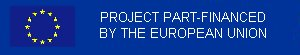 PROJECT PART-FINANCED
BY THE EUROPEAN UNION